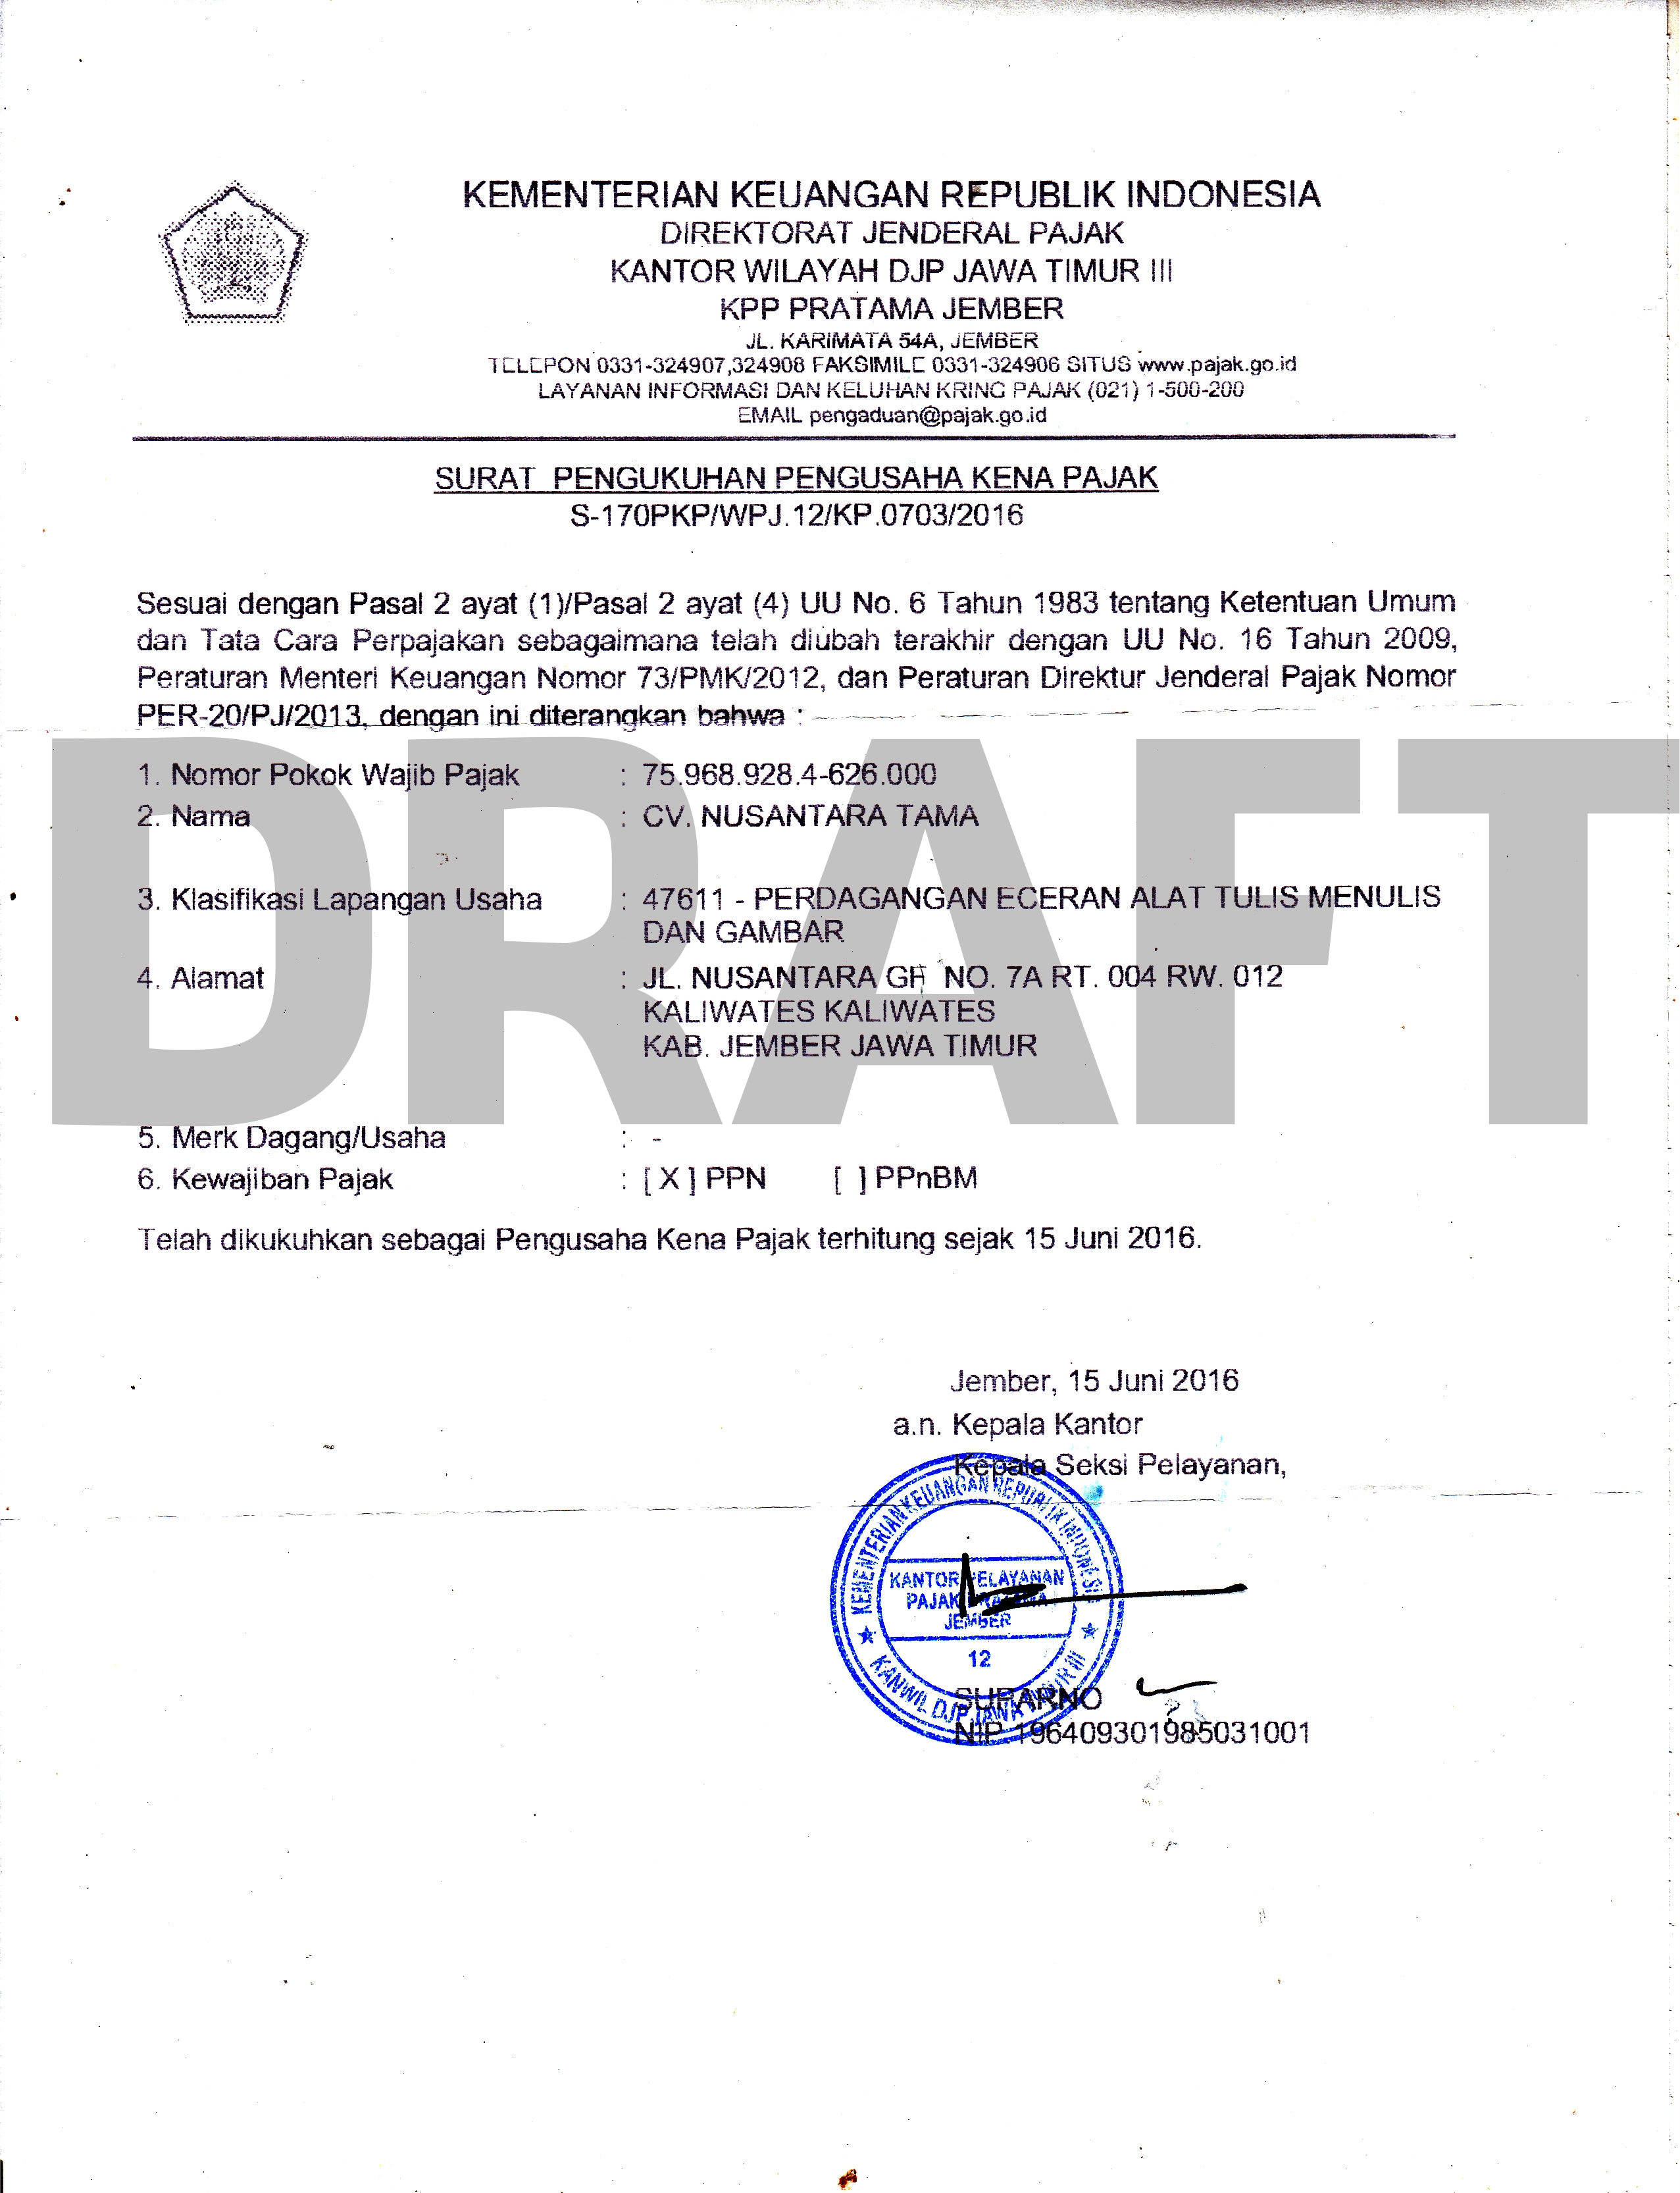 KEMENTERIAN KEUANGAN REPUBLIK INDONESIA
DIREKTORAT JENDERAL PAJAK
KANTOR WILAYAH DJP JAWA TIMUR III
KPP PRATAMA JEMBER
JL. KARIMATA 54A, JEMBER
TELEPON 0331-324907,324908 FAKSIMILE 0331-324906 SITUS www.pajak.go.id
LAYANAN INFORMASI DAN KELUHAN KRING PAJAK (021) 1-500-200
EMAIL pengaduan@pajak.go.id
SURAT PENGUKUHAN PENGUSAHA KENA PAJAK
S-170PKP/WPJ.12/KP.0703/2016
Sesuai dengan Pasal 2 ayat (1)/Pasal 2 ayat (4) UU No. 6 Tahun 1983 tentang Ketentuan Umum
dan Tata Cara Perpajakan sebagaimana telah diubah terakhir dengan UU No. 16 Tahun 2009,
Peraturan Menteri Keuangan Nomor 73/PMK/2012, dan Peraturan Direktur Jenderal Pajak Nomor
PER-20/PJ/2013, dengan ini diterangkan bahwa :
DRAFT
1. Nomor Pokok Wajib Pajak : 75.968.928.4-626.000
2. Nama : CV. NUSANTARA TAMA
3. Klasifikasi Lapangan Usaha : 47611 - PERDAGANGAN ECERAN ALAT TULIS MENULIS
DAN GAMBAR
4. Alamat : JL. NUSANTARA NO. 7A RT. 004 RW. 012
KALIWATES KALIWATES
KAB. JEMBER JAWA TIMUR
5. Merk Dagang/Usaha : -
6. Kewajiban Pajak : [ X ] PPN [ ] PPnBM
Telah dikukuhkan sebagai Pengusaha Kena Pajak terhitung sejak 15 Juni 2016.
Jember, 15 Juni 2016
a.n. Kepala Kantor
Kepala Seksi Pelayanan,
KEMENTERIAN KEUANGAN REPUBLIK INDONESIA
KANTOR PELAYANAN
PAJAK PRATAMA
JEMBER
12
KANWIL DJP JAWA TIMUR III
SUPARNO
NIP 196409301985031001